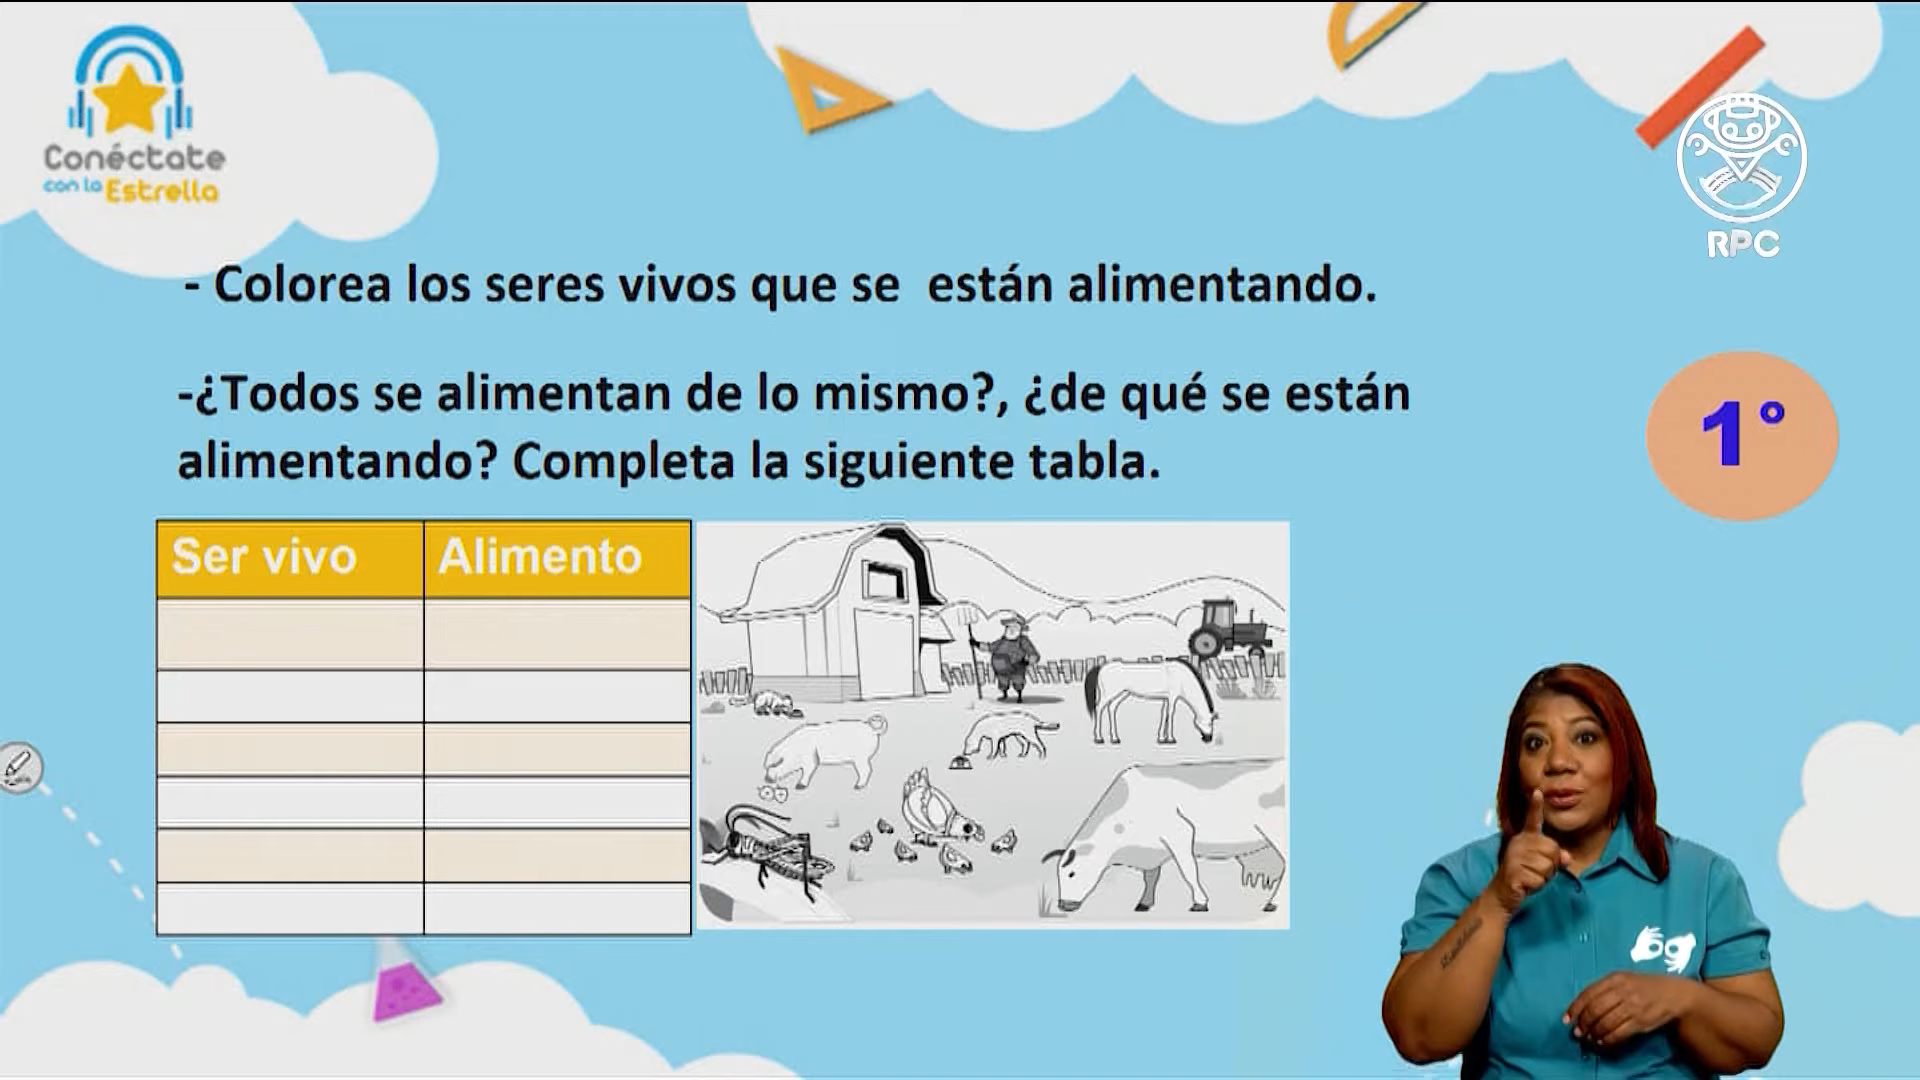 Conéctate
con la Estrella
RPC
- Colorea los seres vivos que se están alimentando.
-¿Todos se alimentan de lo mismo?, ¿de qué se están
alimentando? Completa la siguiente tabla.
1°
Ser vivo Alimento